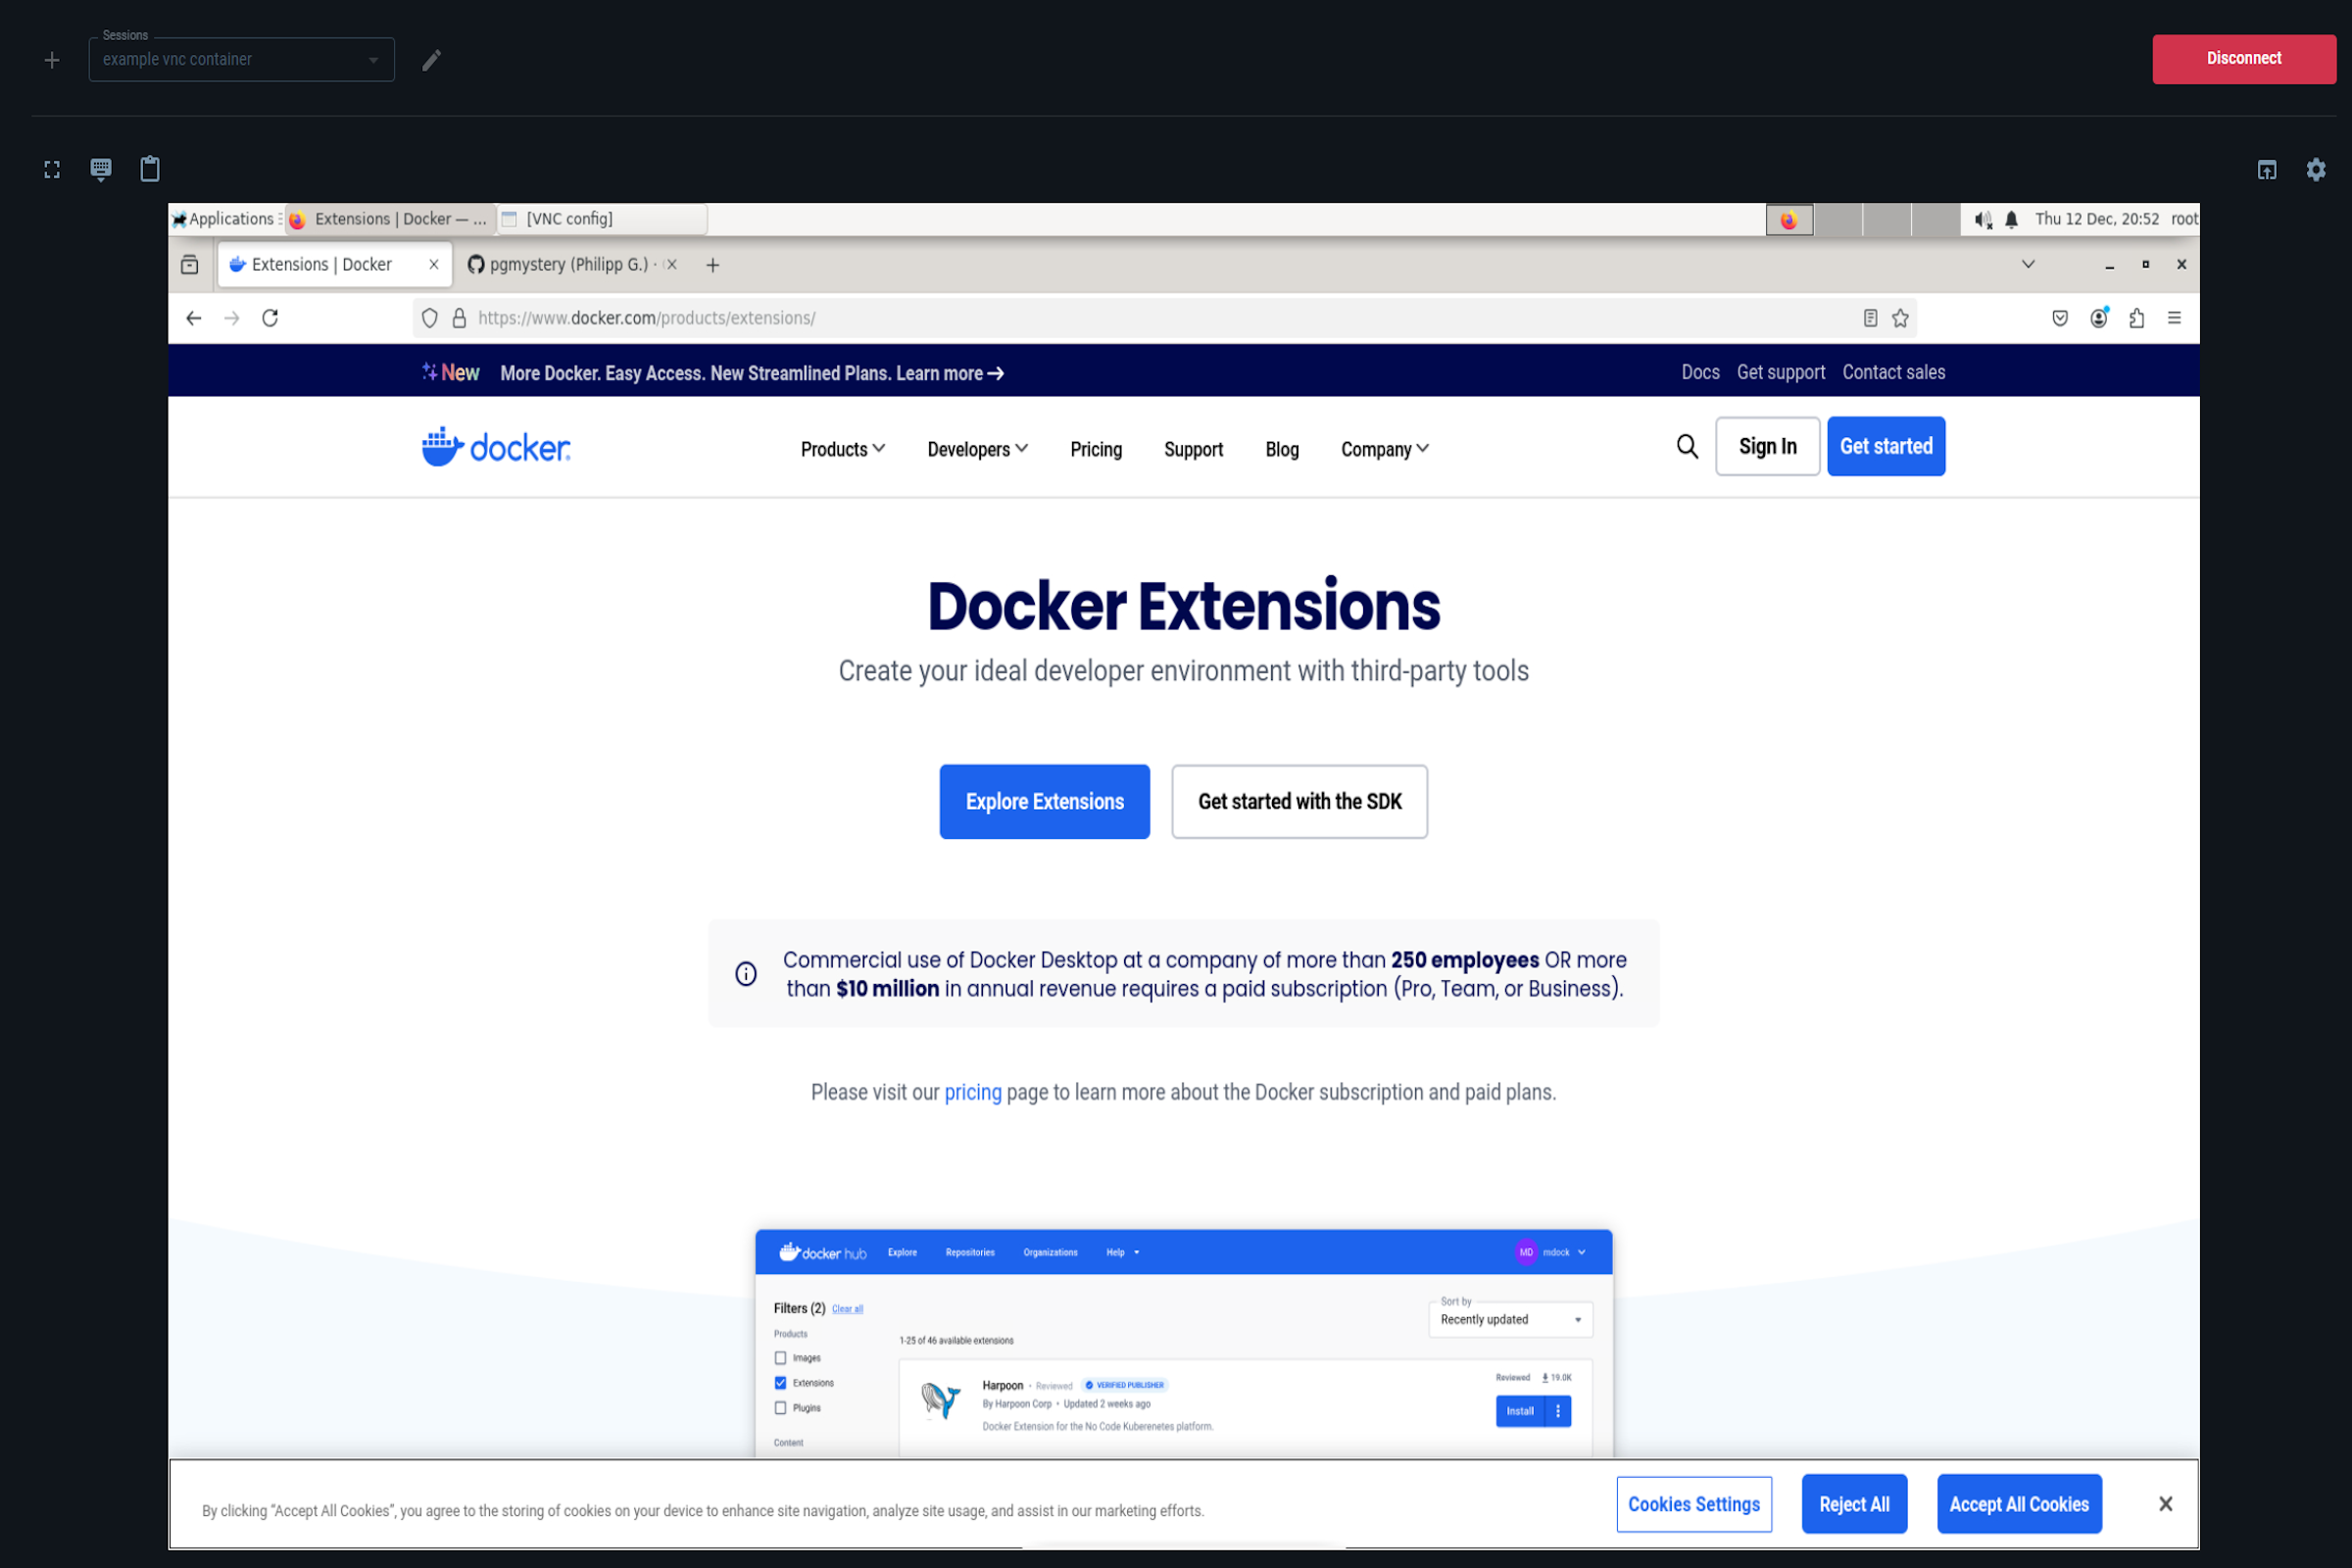 Sessions
example vnc container
Disconnect
Applications
Extensions | Docker — ...
[VNC config]
Thu 12 Dec, 20:52 root
Extensions | Docker
pgmystery (Philipp G.) ·
https://www.docker.com/products/extensions/
New More Docker. Easy Access. New Streamlined Plans. Learn more →
Docs Get support Contact sales
docker.
Products Developers Pricing Support Blog Company
Sign In Get started
Docker Extensions
Create your ideal developer environment with third-party tools
Explore Extensions Get started with the SDK
Commercial use of Docker Desktop at a company of more than 250 employees OR more
than $10 million in annual revenue requires a paid subscription (Pro, Team, or Business).
Please visit our pricing page to learn more about the Docker subscription and paid plans.
docker hub Explore Repositories Organizations Help MD mdock
Filters (2) Clear all
Sort by
Recently updated
Products
1-25 of 46 available extensions
Images
Extensions
Plugins
Content
Harpoon • Reviewed VERIFIED PUBLISHER
Reviewed 19.0K
By Harpoon Corp • Updated 2 weeks ago
Install
Docker Extension for the No Code Kuberenetes platform.
By clicking “Accept All Cookies”, you agree to the storing of cookies on your device to enhance site navigation, analyze site usage, and assist in our marketing efforts.
Cookies Settings Reject All Accept All Cookies